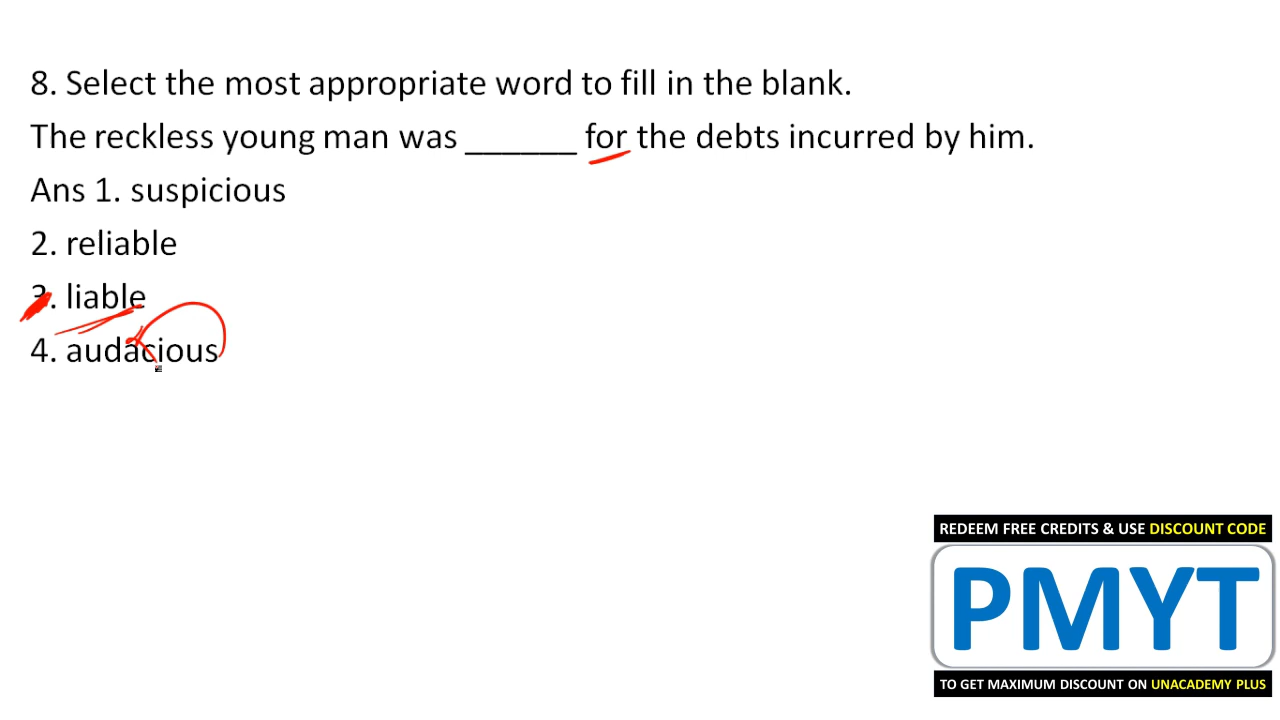 8. Select the most appropriate word to fill in the blank.
The reckless young man was ______ for the debts incurred by him.
Ans 1. suspicious
2. reliable
3. liable
4. audacious
REDEEM FREE CREDITS & USE DISCOUNT CODE
PMYT
TO GET MAXIMUM DISCOUNT ON UNACADEMY PLUS